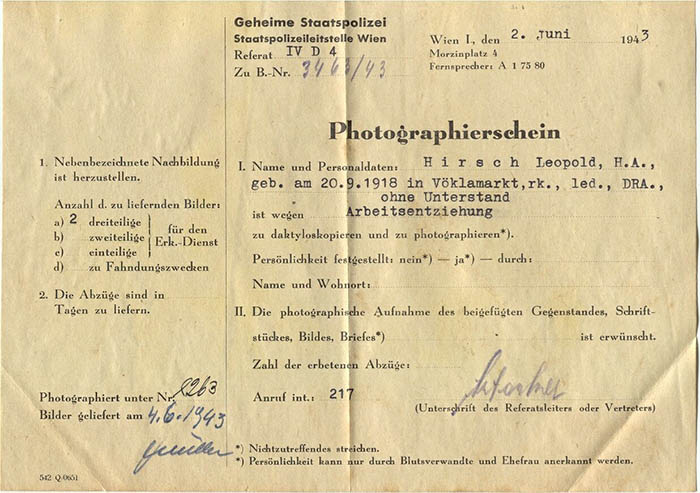 Geheime Staatspolizei
Staatspolizeileitstelle Wien
Referat IV D 4
Zu B.-Nr. 3463/43
Wien I., den 2. Juni 1943
Morzinplatz 4
Fernsprecher: A 1 75 80
Photographierschein
1. Nebenbezeichnete Nachbildung
ist herzustellen.
Anzahl d. zu liefernden Bilder:
a) 2 dreiteilige
b) zweiteilige
c) einteilige
für den
Erk.-Dienst
d) zu Fahndungszwecken
2. Die Abzüge sind in
Tagen zu liefern.
Photographiert unter Nr. 1263
Bilder geliefert am 4.6.1943
I. Name und Personaldaten: Hirsch Leopold, H.A.,
geb. am 20.9.1918 in Vöklamarkt,rk., led., DRA.,
ohne Unterstand
ist wegen Arbeitsentziehung
zu daktyloskopieren und zu photographieren*).
Persönlichkeit festgestellt: nein*) — ja*) — durch:
Name und Wohnort:
II. Die photographische Aufnahme des beigefügten Gegenstandes, Schrift-
stückes, Bildes, Briefes*) ist erwünscht.
Zahl der erbetenen Abzüge:
Anruf int.: 217
(Unterschrift des Referatsleiters oder Vertreters)
*) Nichtzutreffendes streichen.
*) Persönlichkeit kann nur durch Blutsverwandte und Ehefrau anerkannt werden.
542 Q/0651